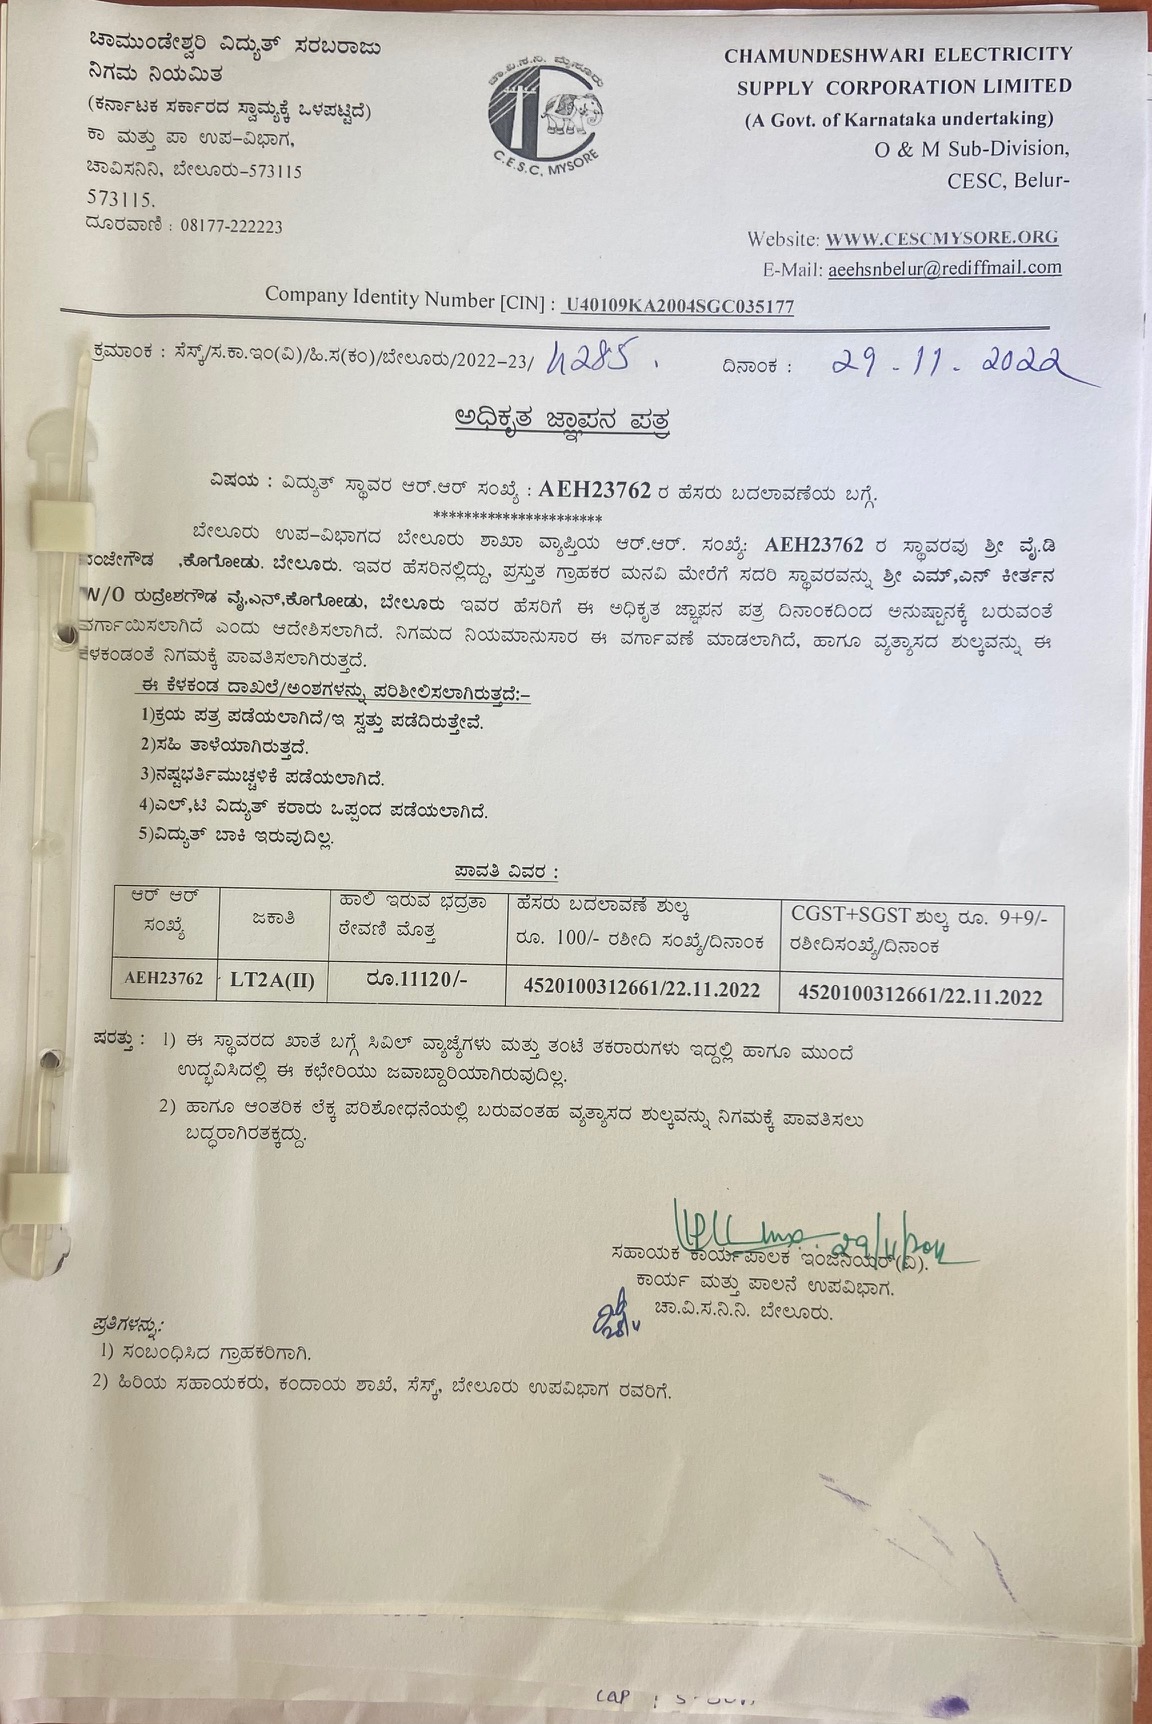 ಚಾಮುಂಡೇಶ್ವರಿ ವಿದ್ಯುತ್ ಸರಬರಾಜು
ನಿಗಮ ನಿಯಮಿತ
(ಕರ್ನಾಟಕ ಸರ್ಕಾರದ ಸ್ವಾಮ್ಯಕ್ಕೆ ಒಳಪಟ್ಟಿದೆ)
ಕಾ ಮತ್ತು ಪಾ ಉಪ-ವಿಭಾಗ,
ಚಾವಿಸನಿನಿ, ಬೇಲೂರು-573115
573115.
ದೂರವಾಣಿ : 08177-222223
ಚಾ.ವಿ.ಸ.ನಿ. ಮೈಸೂರು
C.E.S.C, MYSORE
CHAMUNDESHWARI ELECTRICITY
SUPPLY CORPORATION LIMITED
(A Govt. of Karnataka undertaking)
O & M Sub-Division,
CESC, Belur-
Website: WWW.CESCMYSORE.ORG
E-Mail: aeehsnbelur@rediffmail.com
Company Identity Number [CIN] : U40109KA2004SGC035177
ಕ್ರಮಾಂಕ : ಸೆಸ್ಕ್/ಸ.ಕಾ.ಇಂ(ವಿ)/ಹಿ.ಸ(ಕಂ)/ಬೇಲೂರು/2022-23/ 4285. ದಿನಾಂಕ : 29-11-2022
ಅಧಿಕೃತ ಜ್ಞಾಪನ ಪತ್ರ
ವಿಷಯ : ವಿದ್ಯುತ್ ಸ್ಥಾವರ ಆರ್.ಆರ್ ಸಂಖ್ಯೆ : AEH23762 ರ ಹೆಸರು ಬದಲಾವಣೆಯ ಬಗ್ಗೆ.
**********************
ಬೇಲೂರು ಉಪ-ವಿಭಾಗದ ಬೇಲೂರು ಶಾಖಾ ವ್ಯಾಪ್ತಿಯ ಆರ್.ಆರ್. ಸಂಖ್ಯೆ: AEH23762 ರ ಸ್ಥಾವರವು ಶ್ರೀ ವೈ.ಡಿ
,ಕೊಗೋಡು. ಬೇಲೂರು. ಇವರ ಹೆಸರಿನಲ್ಲಿದ್ದು, ಪ್ರಸ್ತುತ ಗ್ರಾಹಕರ ಮನವಿ ಮೇರೆಗೆ ಸದರಿ ಸ್ಥಾವರವನ್ನು ಶ್ರೀ ಎಮ್,ಎನ್ ಕೀರ್ತನ
W/O ರುದ್ರೇಶಗೌಡ ವೈ,ಎನ್,ಕೊಗೋಡು, ಬೇಲೂರು ಇವರ ಹೆಸರಿಗೆ ಈ ಅಧಿಕೃತ ಜ್ಞಾಪನ ಪತ್ರ ದಿನಾಂಕದಿಂದ ಅನುಷ್ಠಾನಕ್ಕೆ ಬರುವಂತೆ
ವರ್ಗಾಯಿಸಲಾಗಿದೆ ಎಂದು ಆದೇಶಿಸಲಾಗಿದೆ. ನಿಗಮದ ನಿಯಮಾನುಸಾರ ಈ ವರ್ಗಾವಣೆ ಮಾಡಲಾಗಿದೆ, ಹಾಗೂ ವ್ಯತ್ಯಾಸದ ಶುಲ್ಕವನ್ನು ಈ
ಕೆಳಕಂಡಂತೆ ನಿಗಮಕ್ಕೆ ಪಾವತಿಸಲಾಗಿರುತ್ತದೆ.
ಈ ಕೆಳಕಂಡ ದಾಖಲೆ/ಅಂಶಗಳನ್ನು ಪರಿಶೀಲಿಸಲಾಗಿರುತ್ತದೆ:-
1)ಕ್ರಯ ಪತ್ರ ಪಡೆಯಲಾಗಿದೆ/ಇ ಸ್ವತ್ತು ಪಡೆದಿರುತ್ತೇವೆ.
2)ಸಹಿ ತಾಳೆಯಾಗಿರುತ್ತದೆ.
3)ನಷ್ಟಭರ್ತಿಮುಚ್ಚಳಿಕೆ ಪಡೆಯಲಾಗಿದೆ.
4)ಎಲ್,ಟಿ ವಿದ್ಯುತ್ ಕರಾರು ಒಪ್ಪಂದ ಪಡೆಯಲಾಗಿದೆ.
5)ವಿದ್ಯುತ್ ಬಾಕಿ ಇರುವುದಿಲ್ಲ.
ಪಾವತಿ ವಿವರ :
ಆರ್ ಆರ್ ಸಂಖ್ಯೆ | ಜಕಾತಿ | ಹಾಲಿ ಇರುವ ಭದ್ರತಾ ಠೇವಣಿ ಮೊತ್ತ | ಹೆಸರು ಬದಲಾವಣೆ ಶುಲ್ಕ ರೂ. 100/- ರಶೀದಿ ಸಂಖ್ಯೆ/ದಿನಾಂಕ | CGST+SGST ಶುಲ್ಕ ರೂ. 9+9/- ರಶೀದಿಸಂಖ್ಯೆ/ದಿನಾಂಕ
AEH23762 | LT2A(II) | ರೂ.11120/- | 4520100312661/22.11.2022 | 4520100312661/22.11.2022
ಷರತ್ತು : 1) ಈ ಸ್ಥಾವರದ ಖಾತೆ ಬಗ್ಗೆ ಸಿವಿಲ್ ವ್ಯಾಜ್ಯೆಗಳು ಮತ್ತು ತಂಟೆ ತಕರಾರುಗಳು ಇದ್ದಲ್ಲಿ ಹಾಗೂ ಮುಂದೆ
ಉದ್ಭವಿಸಿದಲ್ಲಿ ಈ ಕಛೇರಿಯು ಜವಾಬ್ದಾರಿಯಾಗಿರುವುದಿಲ್ಲ.
2) ಹಾಗೂ ಆಂತರಿಕ ಲೆಕ್ಕ ಪರಿಶೋಧನೆಯಲ್ಲಿ ಬರುವಂತಹ ವ್ಯತ್ಯಾಸದ ಶುಲ್ಕವನ್ನು ನಿಗಮಕ್ಕೆ ಪಾವತಿಸಲು
ಬದ್ಧರಾಗಿರತಕ್ಕದ್ದು.
ಸಹಾಯಕ ಕಾರ್ಯಪಾಲಕ ಇಂಜಿನಿಯರ್(ವಿ).
ಕಾರ್ಯ ಮತ್ತು ಪಾಲನೆ ಉಪವಿಭಾಗ.
ಚಾ.ವಿ.ಸ.ನಿ.ನಿ. ಬೇಲೂರು.
ಪ್ರತಿಗಳನ್ನು:
1) ಸಂಬಂಧಿಸಿದ ಗ್ರಾಹಕರಿಗಾಗಿ.
2) ಹಿರಿಯ ಸಹಾಯಕರು, ಕಂದಾಯ ಶಾಖೆ, ಸೆಸ್ಕ್, ಬೇಲೂರು ಉಪವಿಭಾಗ ರವರಿಗೆ.